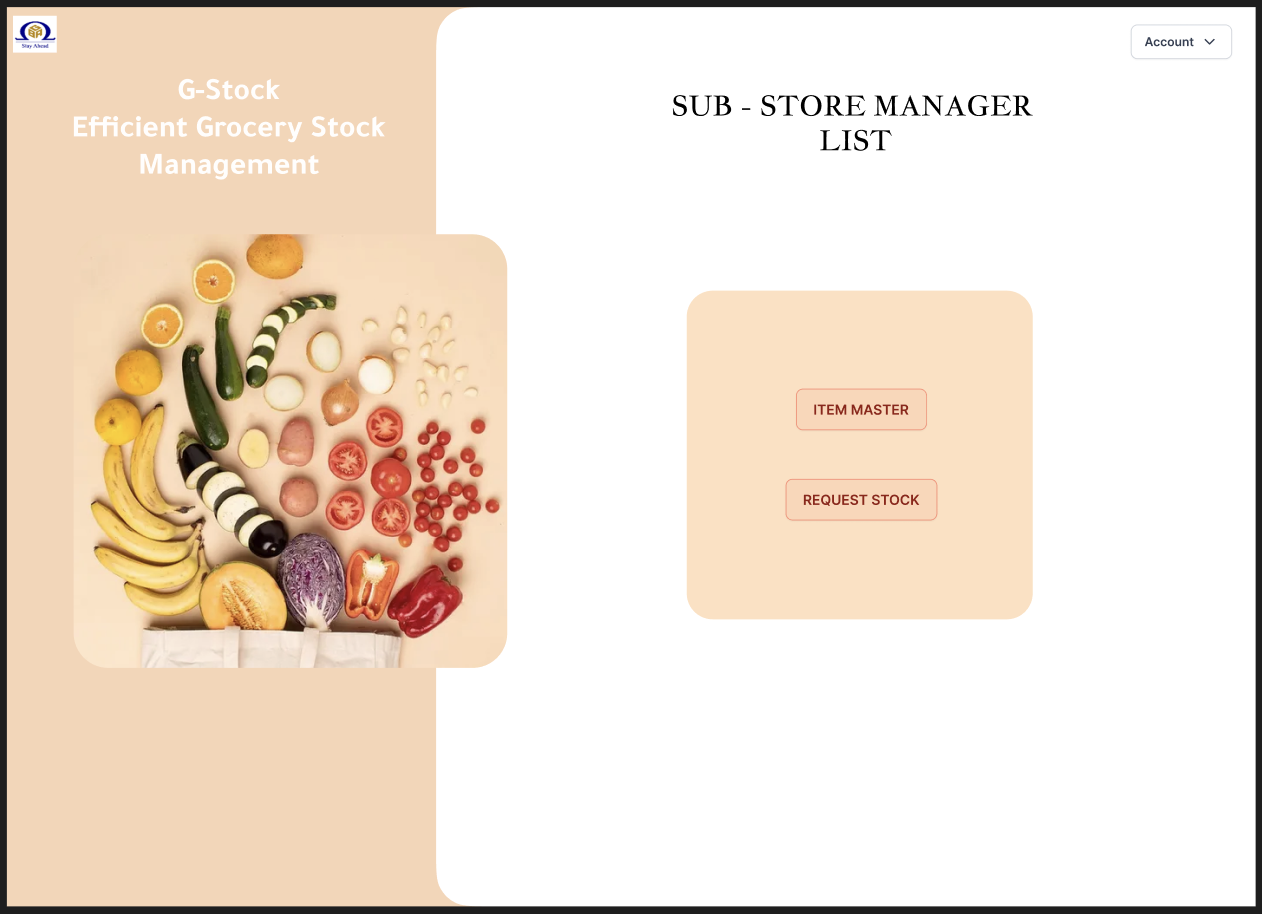 Stay Ahead
G-Stock
Efficient Grocery Stock
Management
Account
SUB - STORE MANAGER
LIST
ITEM MASTER
REQUEST STOCK